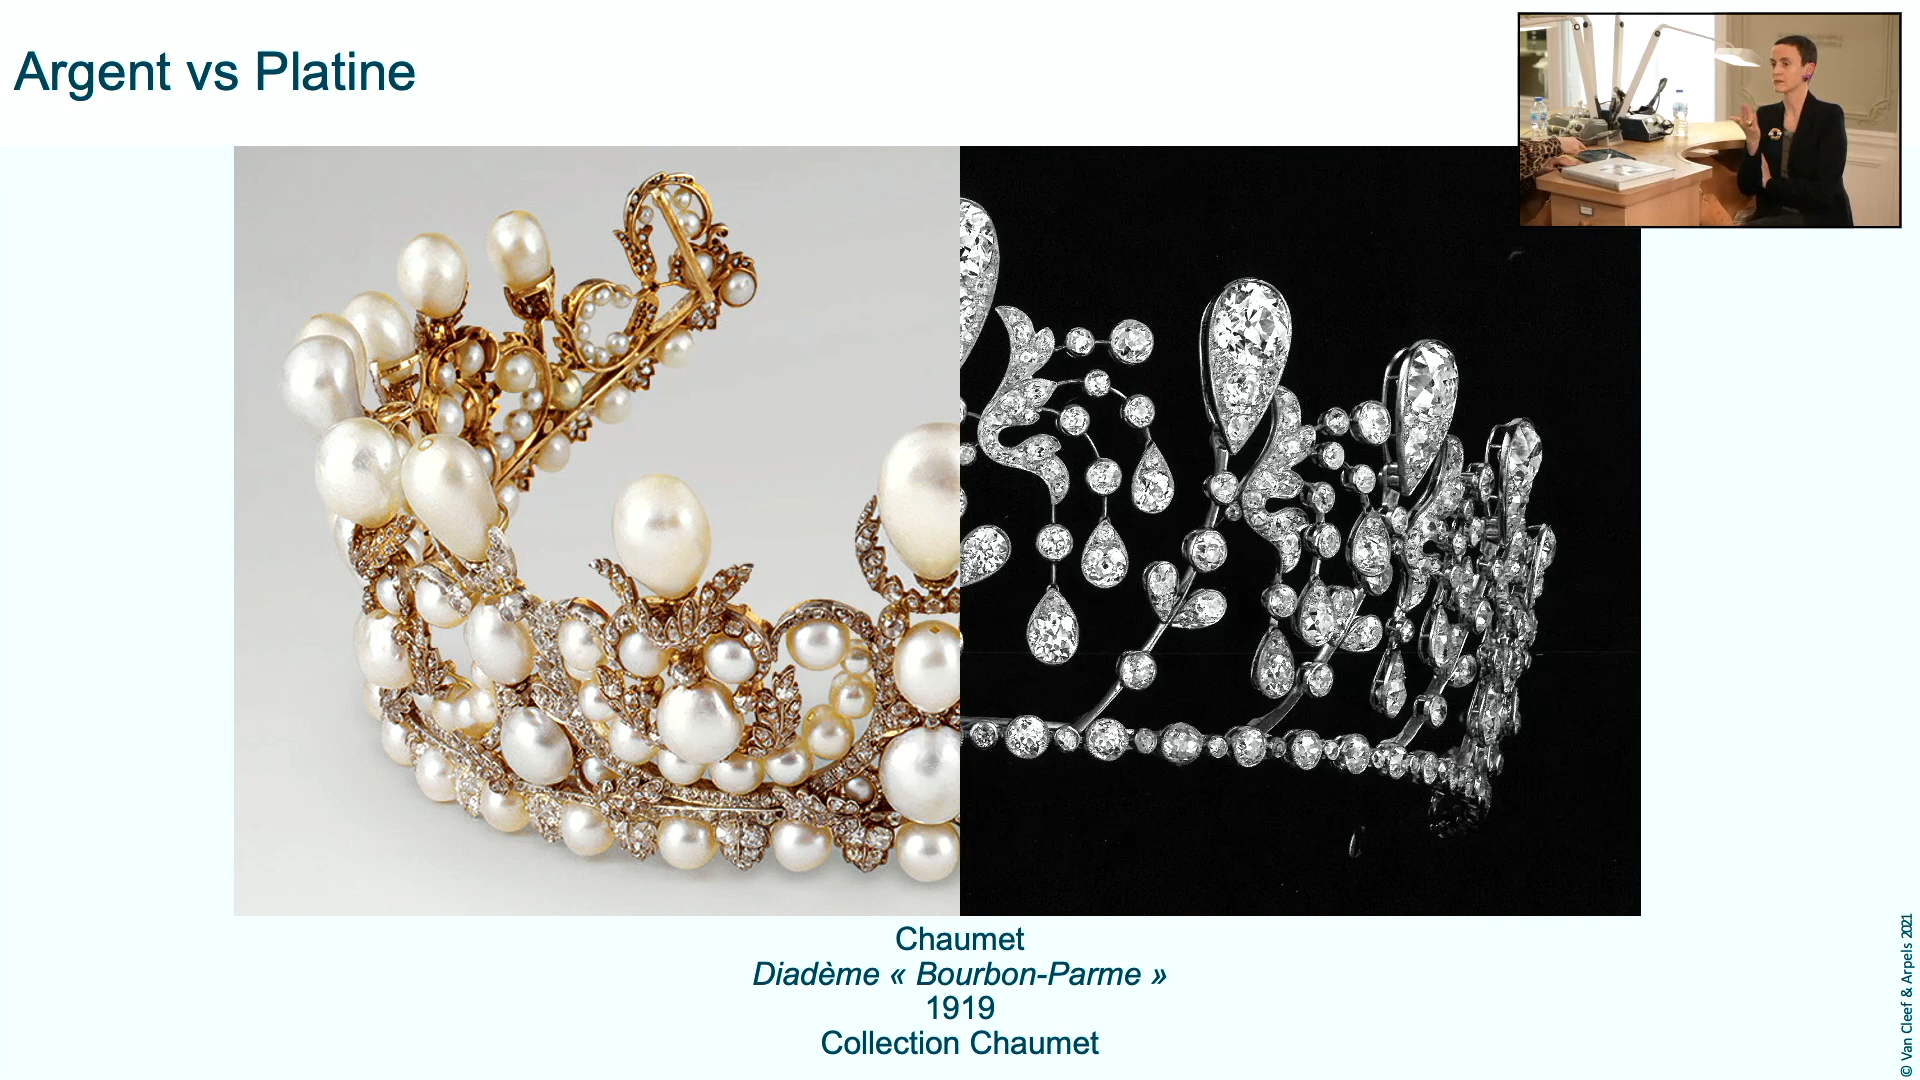 Argent vs Platine
Chaumet
Diadème « Bourbon-Parme »
1919
Collection Chaumet
© Van Cleef & Arpels 2021